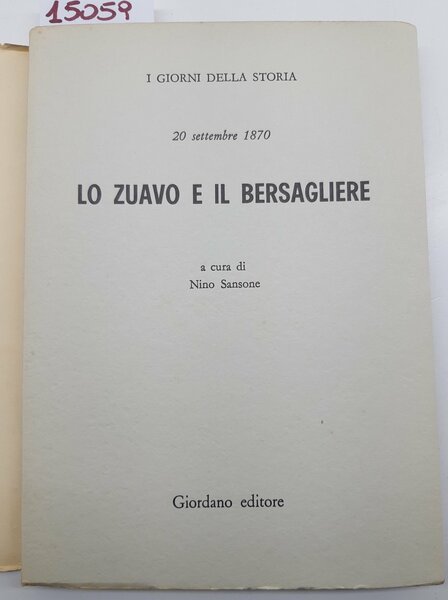 15059
I GIORNI DELLA STORIA
20 settembre 1870
LO ZUAVO E IL BERSAGLIERE
a cura di
Nino Sansone
Giordano editore